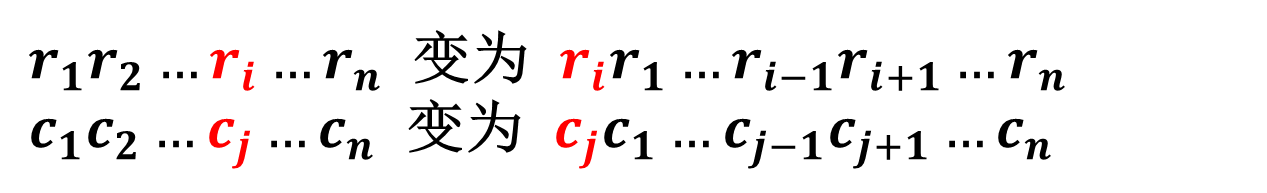 r₁r₂ … rᵢ … rₙ 变为 rᵢr₁ … rᵢ₋₁rᵢ₊₁ … rₙ
c₁c₂ … cⱼ … cₙ 变为 cⱼc₁ … cⱼ₋₁cⱼ₊₁ … cₙ